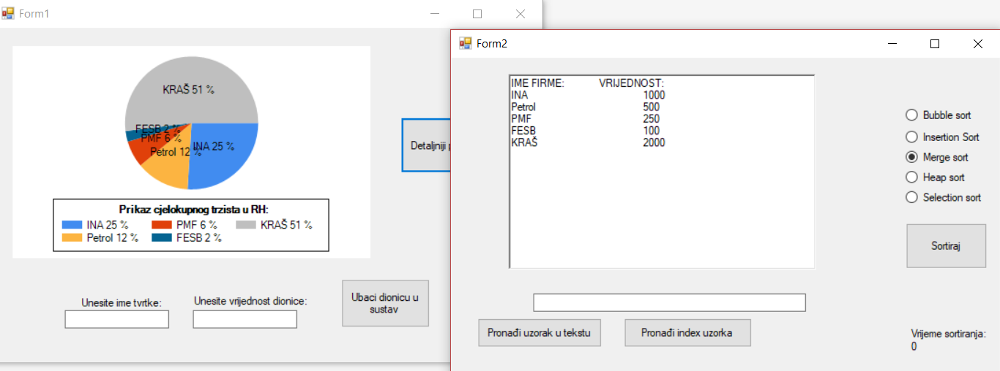 Form1
KRAŠ 51 %
FESB 2 %
PMF 6 %
Petrol 12 %
INA 25 %
Detaljniji
Prikaz cjelokupnog trzista u RH:
INA 25 % PMF 6 % KRAŠ 51 %
Petrol 12 % FESB 2 %
Unesite ime tvrtke: Unesite vrijednost dionice:
Ubaci dionicu u
sustav
Form2
IME FIRME: VRIJEDNOST:
INA 1000
Petrol 500
PMF 250
FESB 100
KRAŠ 2000
Bubble sort
Insertion Sort
Merge sort
Heap sort
Selection sort
Sortiraj
Pronađi uzorak u tekstu Pronađi index uzorka
Vrijeme sortiranja:
0